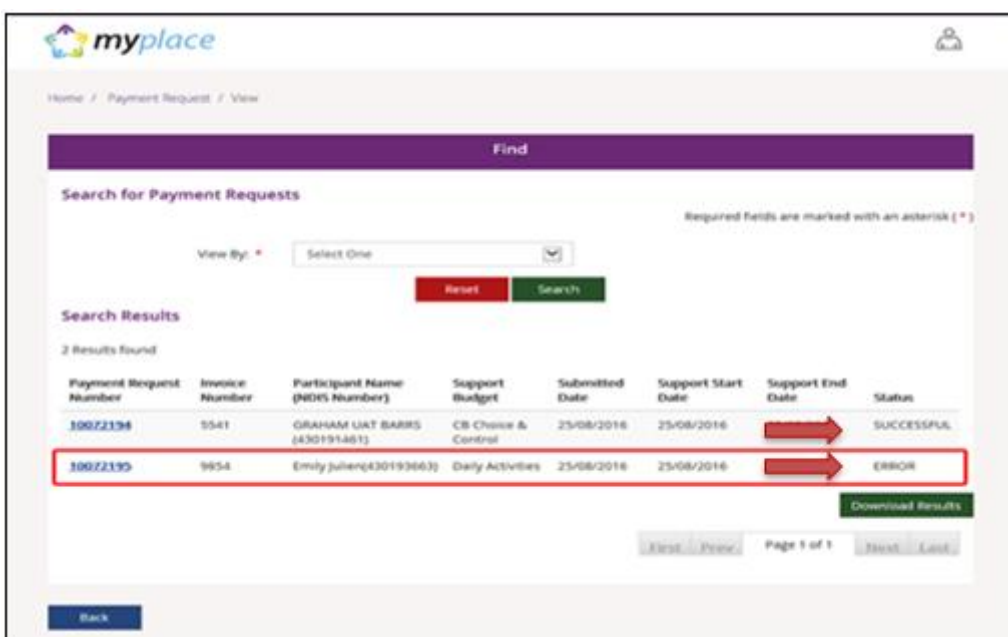 myplace
Home / Payment Request / View
Find
Search for Payment Requests
Required fields are marked with an asterisk ( * )
View By: * Select One
Reset Search
Search Results
2 Results found
Payment Request Number Invoice Number Participant Name (NDIS Number) Support Budget Submitted Date Support Start Date Support End Date Status
10072194 5541 GRAHAM UAT BARRS (430191461) CB Choice & Control 25/08/2016 25/08/2016 SUCCESSFUL
10072195 9854 Emily Julien(430193663) Daily Activities 25/08/2016 25/08/2016 ERROR
Download Results
First Prev Page 1 of 1 Next Last
Back